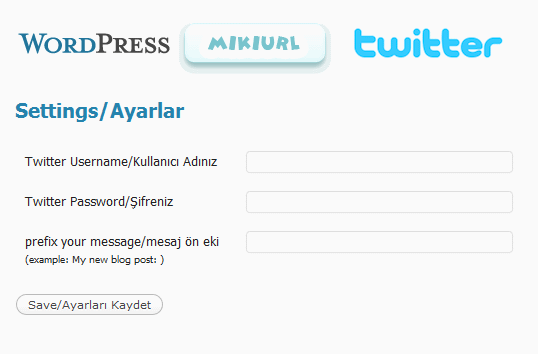 WORDPRESS MIKIURL twitter
Settings/Ayarlar
Twitter Username/Kullanıcı Adınız
Twitter Password/Şifreniz
prefix your message/mesaj ön eki
(example: My new blog post: )
Save/Ayarları Kaydet